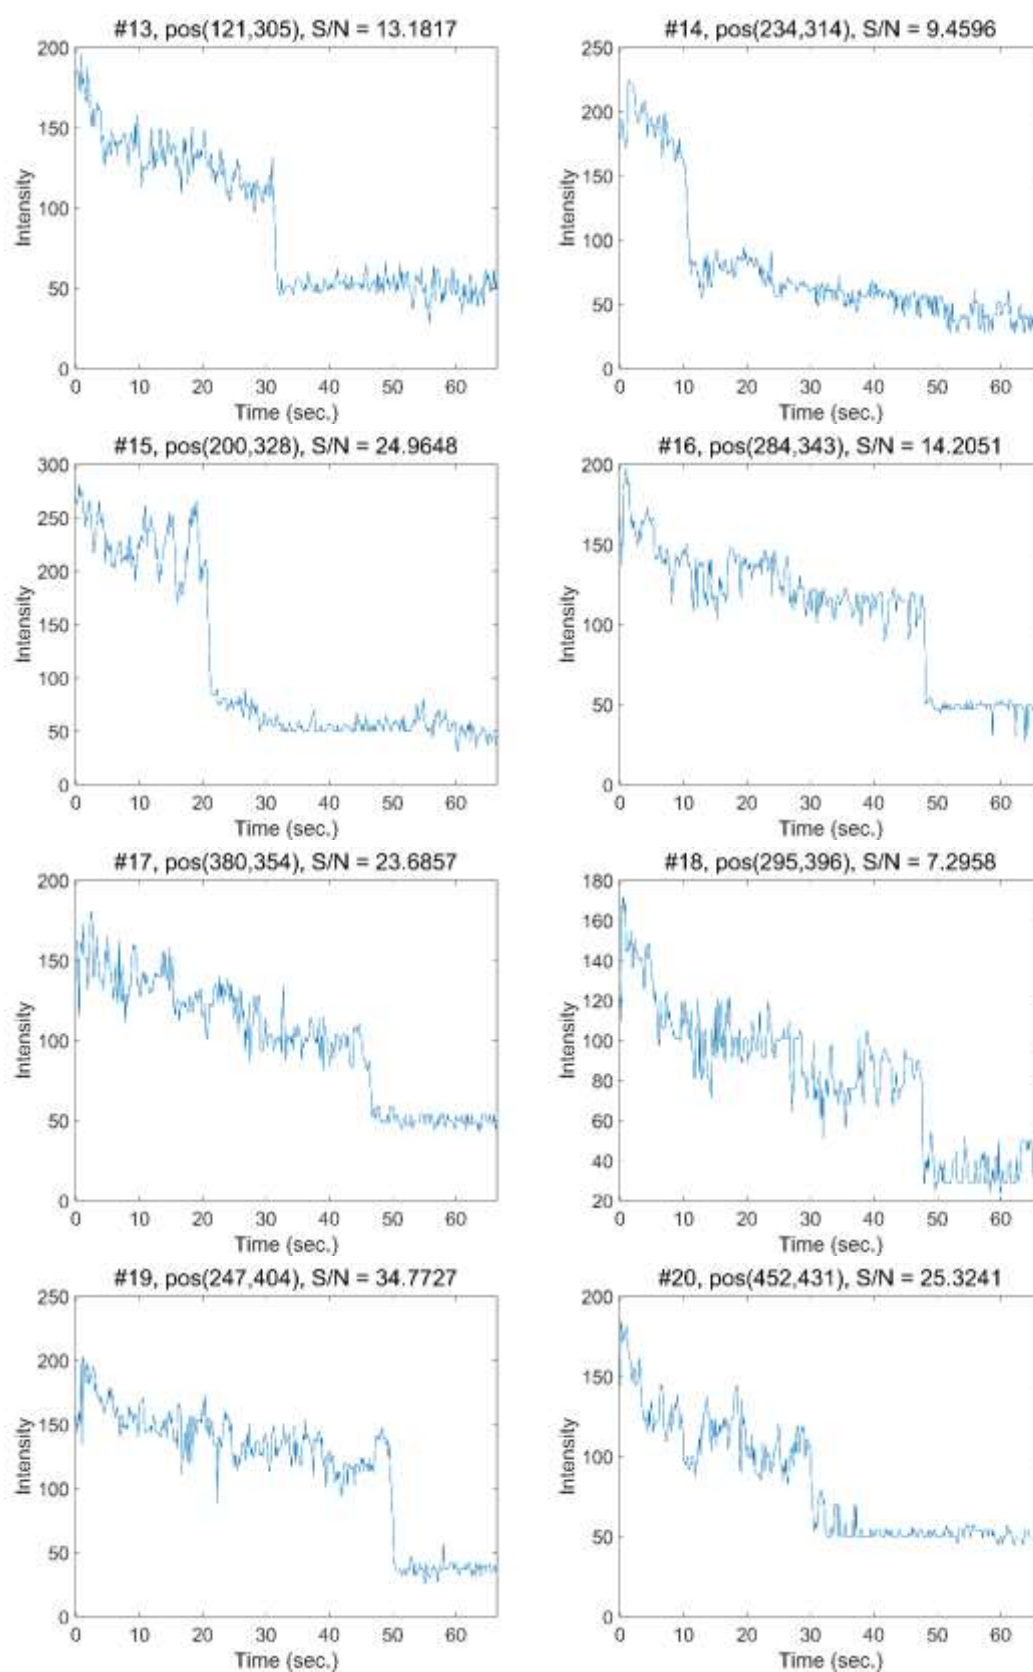 #13, pos(121,305), S/N = 13.1817
200
150
100
50
0
Intensity
0 10 20 30 40 50 60
Time (sec.)
#14, pos(234,314), S/N = 9.4596
250
200
150
100
50
0
Intensity
0 10 20 30 40 50 60
Time (sec.)
#15, pos(200,328), S/N = 24.9648
300
250
200
150
100
50
0
Intensity
0 10 20 30 40 50 60
Time (sec.)
#16, pos(284,343), S/N = 14.2051
200
150
100
50
0
Intensity
0 10 20 30 40 50 60
Time (sec.)
#17, pos(380,354), S/N = 23.6857
200
150
100
50
0
Intensity
0 10 20 30 40 50 60
Time (sec.)
#18, pos(295,396), S/N = 7.2958
180
160
140
120
100
80
60
40
20
Intensity
0 10 20 30 40 50 60
Time (sec.)
#19, pos(247,404), S/N = 34.7727
250
200
150
100
50
0
Intensity
0 10 20 30 40 50 60
Time (sec.)
#20, pos(452,431), S/N = 25.3241
200
150
100
50
0
Intensity
0 10 20 30 40 50 60
Time (sec.)